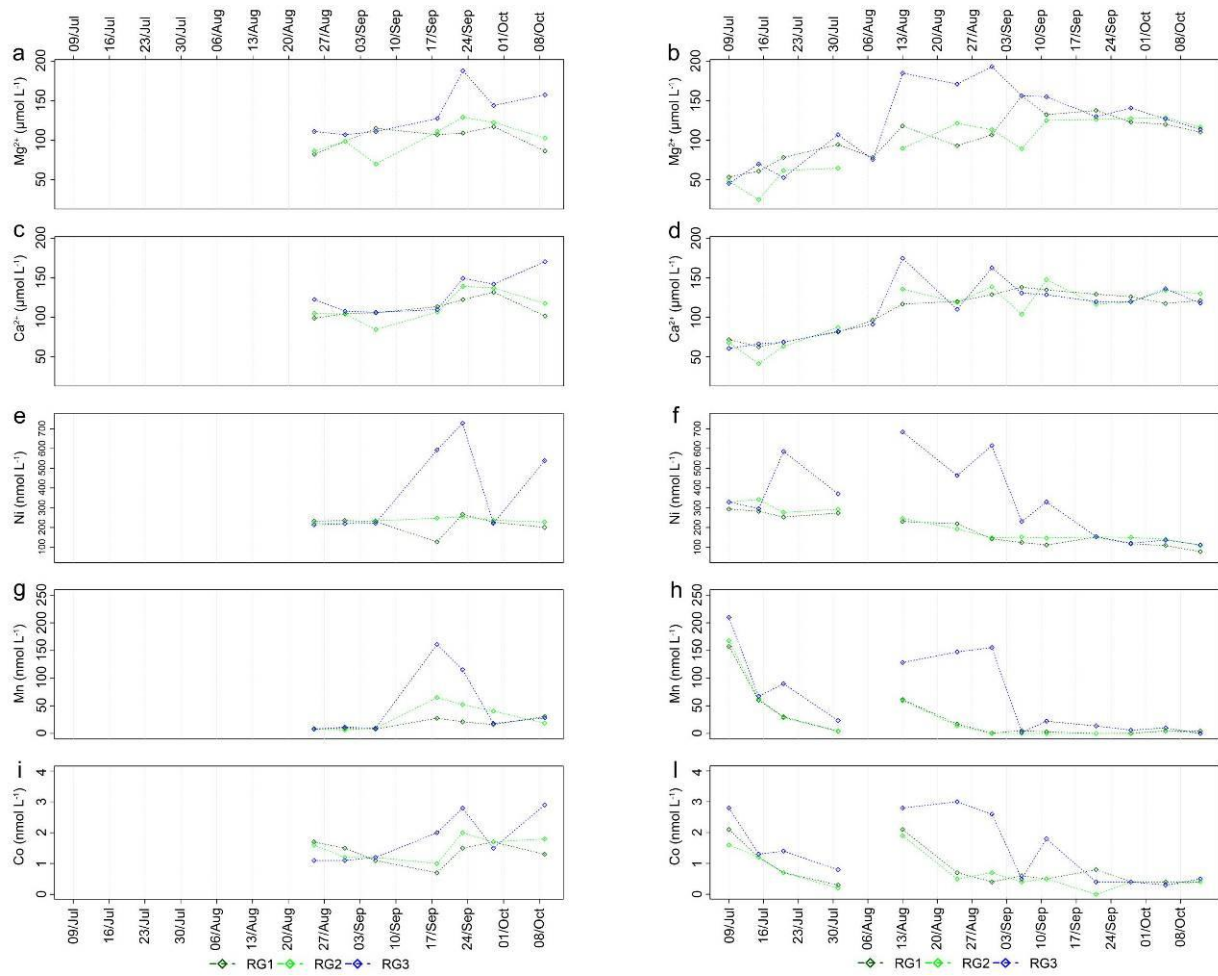 09/Jul 16/Jul 23/Jul 30/Jul 06/Aug 13/Aug 20/Aug 27/Aug 03/Sep 10/Sep 17/Sep 24/Sep 01/Oct 08/Oct
09/Jul 16/Jul 23/Jul 30/Jul 06/Aug 13/Aug 20/Aug 27/Aug 03/Sep 10/Sep 17/Sep 24/Sep 01/Oct 08/Oct
a
Mg²⁺ (µmol L⁻¹)
50 100 150 200
b
Mg²⁺ (µmol L⁻¹)
50 100 150 200
c
Ca²⁺ (µmol L⁻¹)
50 100 150 200
d
Ca²⁺ (µmol L⁻¹)
50 100 150 200
e
Ni (nmol L⁻¹)
100 200 300 400 500 600 700
f
Ni (nmol L⁻¹)
100 200 300 400 500 600 700
g
Mn (nmol L⁻¹)
0 50 100 150 200 250
h
Mn (nmol L⁻¹)
0 50 100 150 200 250
i
Co (nmol L⁻¹)
0 1 2 3 4
l
Co (nmol L⁻¹)
0 1 2 3 4
09/Jul 16/Jul 23/Jul 30/Jul 06/Aug 13/Aug 20/Aug 27/Aug 03/Sep 10/Sep 17/Sep 24/Sep 01/Oct 08/Oct
09/Jul 16/Jul 23/Jul 30/Jul 06/Aug 13/Aug 20/Aug 27/Aug 03/Sep 10/Sep 17/Sep 24/Sep 01/Oct 08/Oct
RG1 RG2 RG3
RG1 RG2 RG3